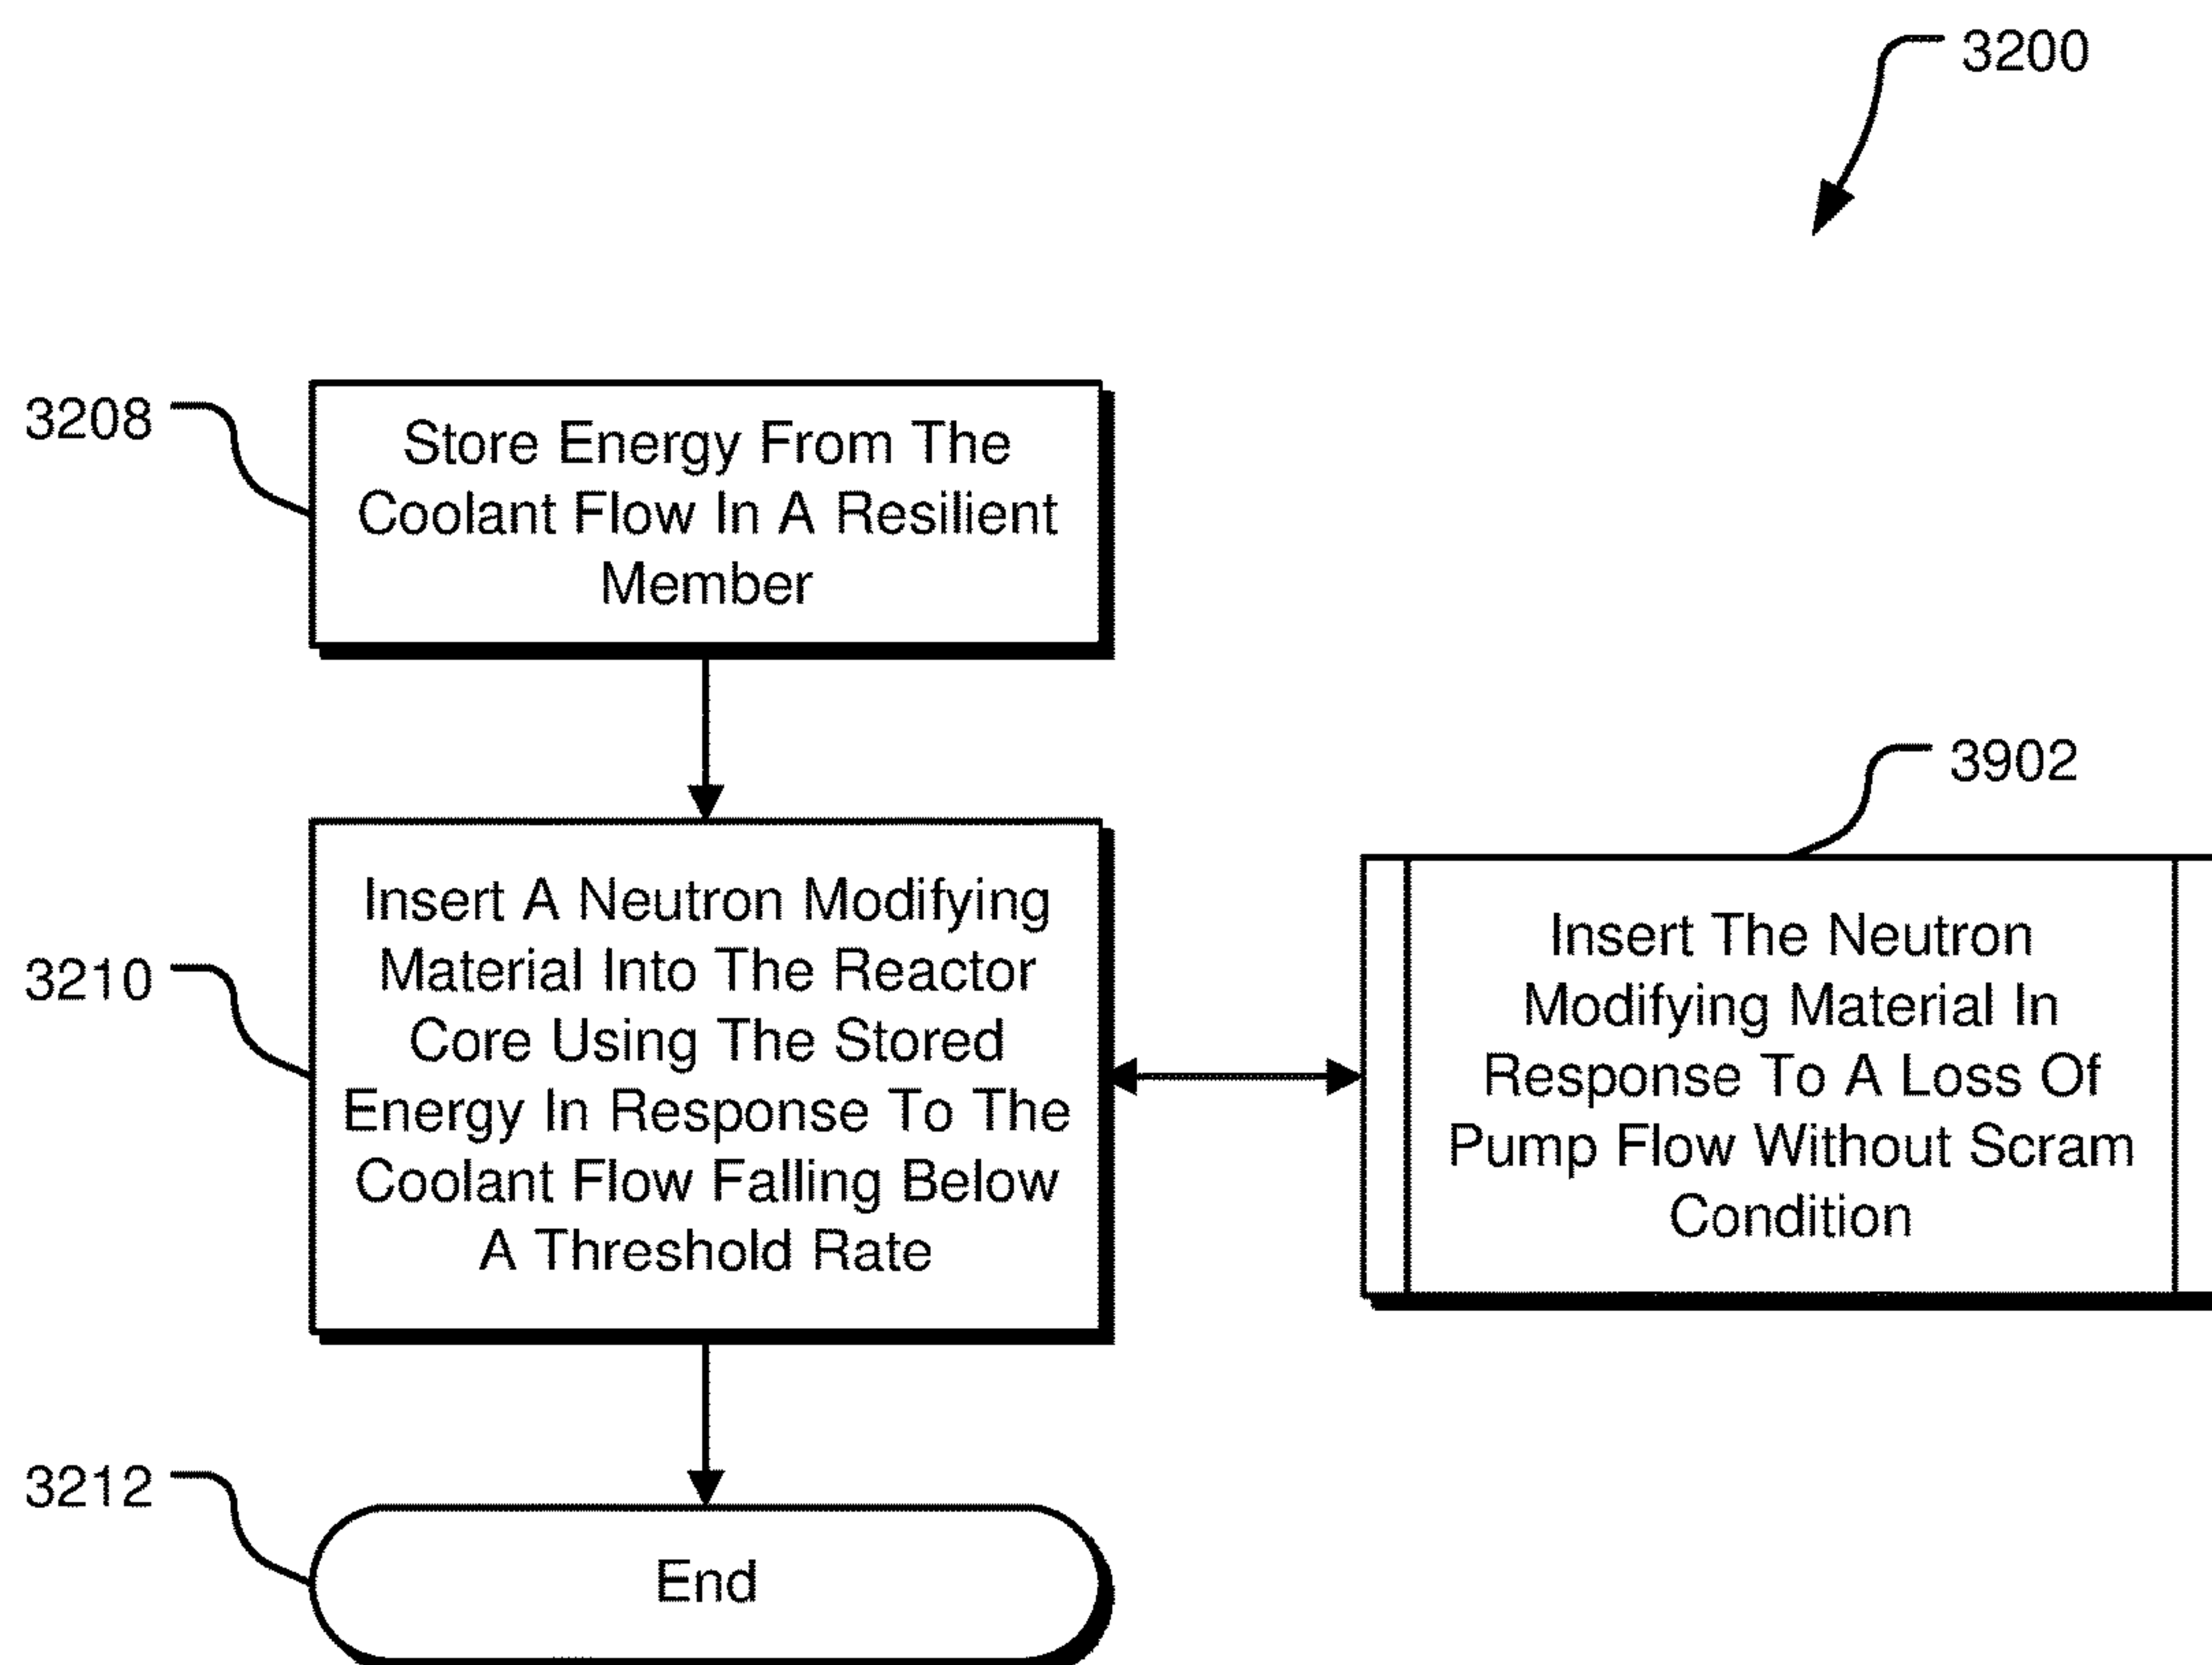 3200
3208
Store Energy From The
Coolant Flow In A Resilient
Member
3902
3210
Insert A Neutron Modifying
Material Into The Reactor
Core Using The Stored
Energy In Response To The
Coolant Flow Falling Below
A Threshold Rate
Insert The Neutron
Modifying Material In
Response To A Loss Of
Pump Flow Without Scram
Condition
3212
End